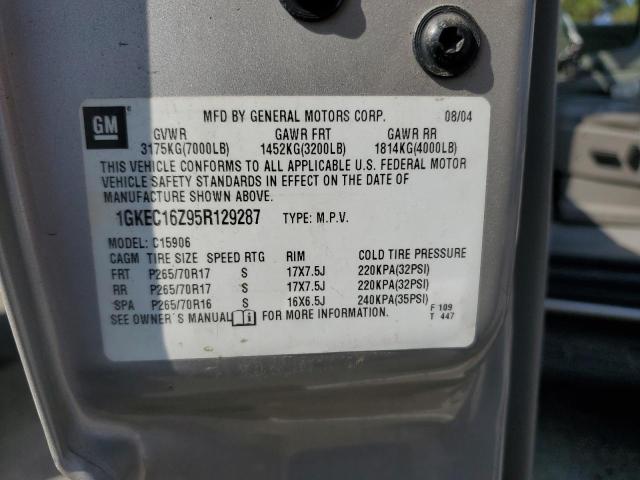 GM
MFD BY GENERAL MOTORS CORP. 08/04
GVWR GAWR FRT GAWR RR
3175KG(7000LB) 1452KG(3200LB) 1814KG(4000LB)
THIS VEHICLE CONFORMS TO ALL APPLICABLE U.S. FEDERAL MOTOR
VEHICLE SAFETY STANDARDS IN EFFECT ON THE DATE OF
MANUFACTURE SHOWN ABOVE.
1GKEC16Z95R129287 TYPE: M.P.V.
MODEL: C15906
CAGM TIRE SIZE SPEED RTG RIM COLD TIRE PRESSURE
FRT P265/70R17 S 17X7.5J 220KPA(32PSI)
RR P265/70R17 S 17X7.5J 220KPA(32PSI)
SPA P265/70R16 S 16X6.5J 240KPA(35PSI)
SEE OWNER'S MANUAL FOR MORE INFORMATION. F 109
T 447